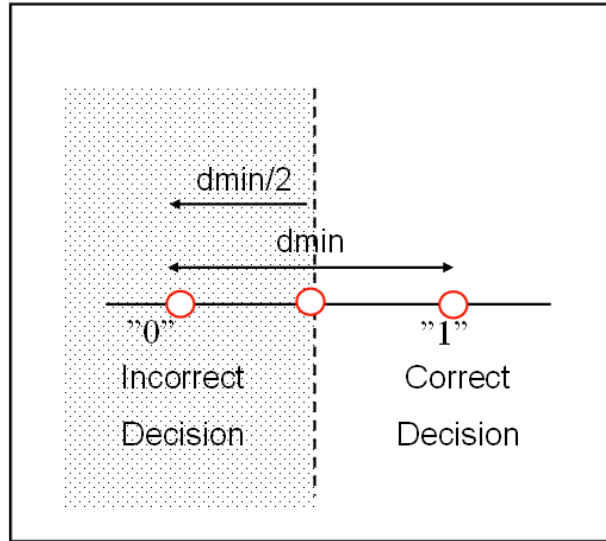 dmin/2
dmin
”0” ”1”
Incorrect Correct
Decision Decision